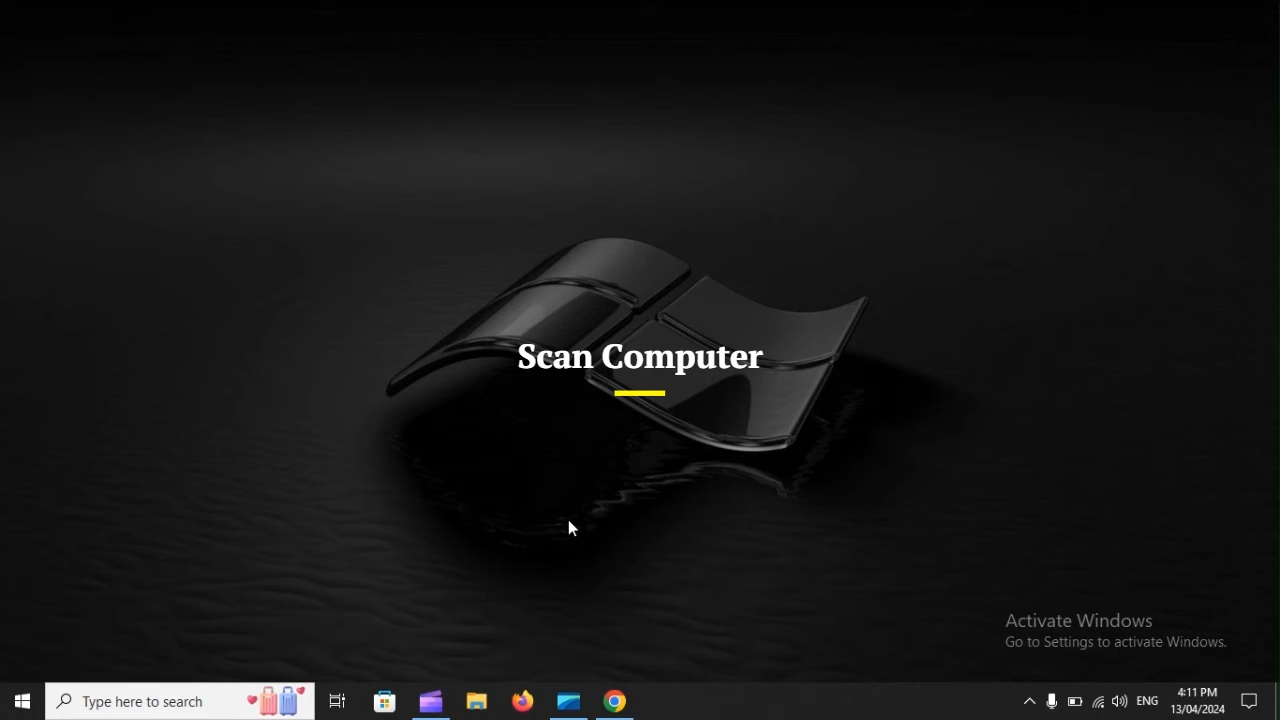 Scan Computer
Activate Windows
Go to Settings to activate Windows.
Type here to search
ENG
4:11 PM
13/04/2024